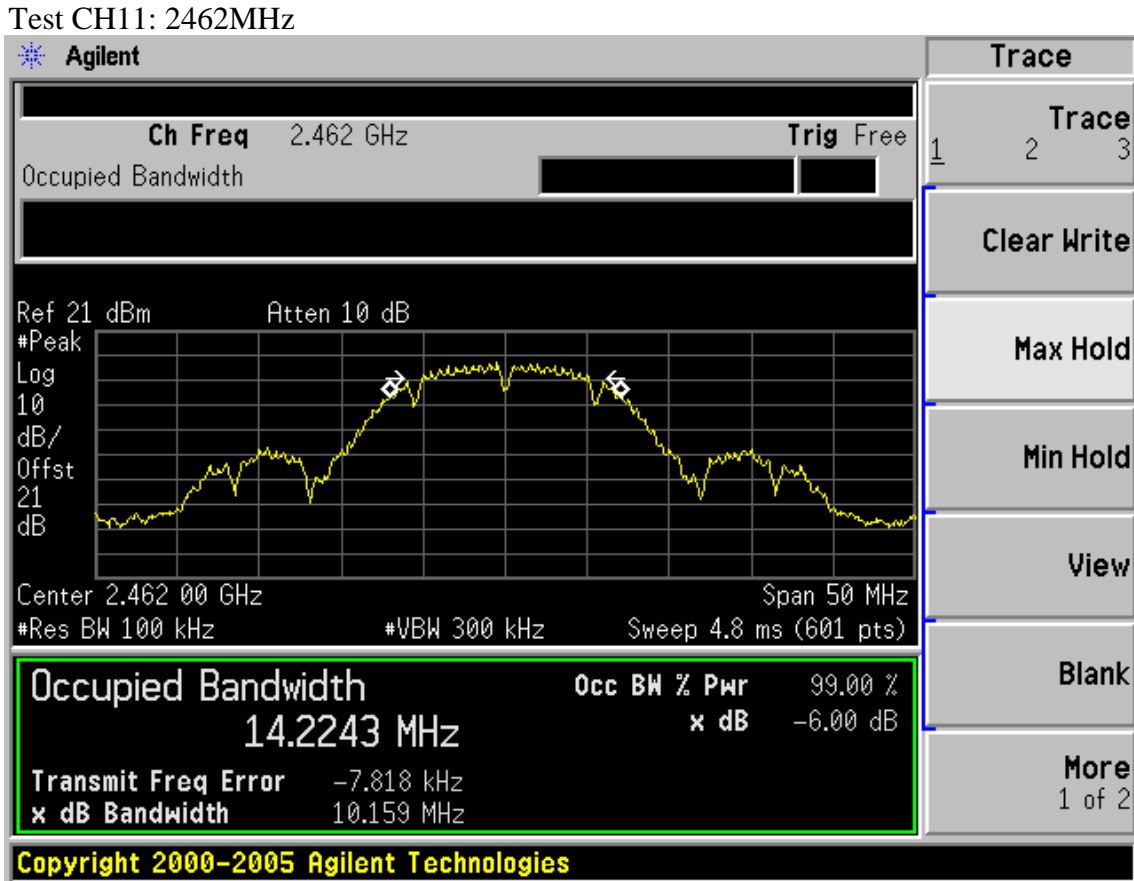 Test CH11: 2462MHz
Agilent
Trace
Ch Freq 2.462 GHz Trig Free
Occupied Bandwidth
Trace
1 2 3
Clear Write
Ref 21 dBm Atten 10 dB
#Peak
Log
10
dB/
Offst
21
dB
Max Hold
Min Hold
View
Center 2.462 00 GHz Span 50 MHz
#Res BW 100 kHz #VBW 300 kHz Sweep 4.8 ms (601 pts)
Occupied Bandwidth Occ BW % Pwr 99.00 %
14.2243 MHz x dB -6.00 dB
Blank
Transmit Freq Error -7.818 kHz
x dB Bandwidth 10.159 MHz
More
1 of 2
Copyright 2000-2005 Agilent Technologies